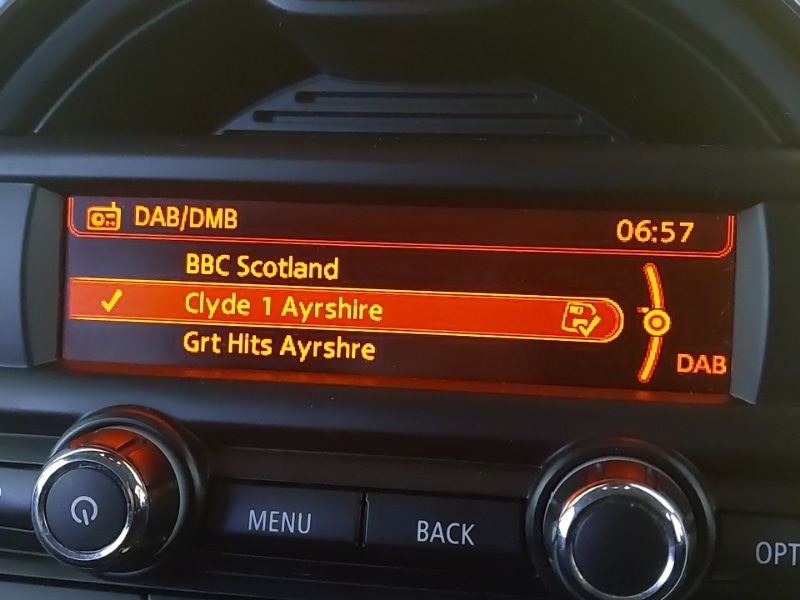 DAB/DMB 06:57
BBC Scotland
Clyde 1 Ayrshire
Grt Hits Ayrshre
DAB
MENU
BACK
OPT